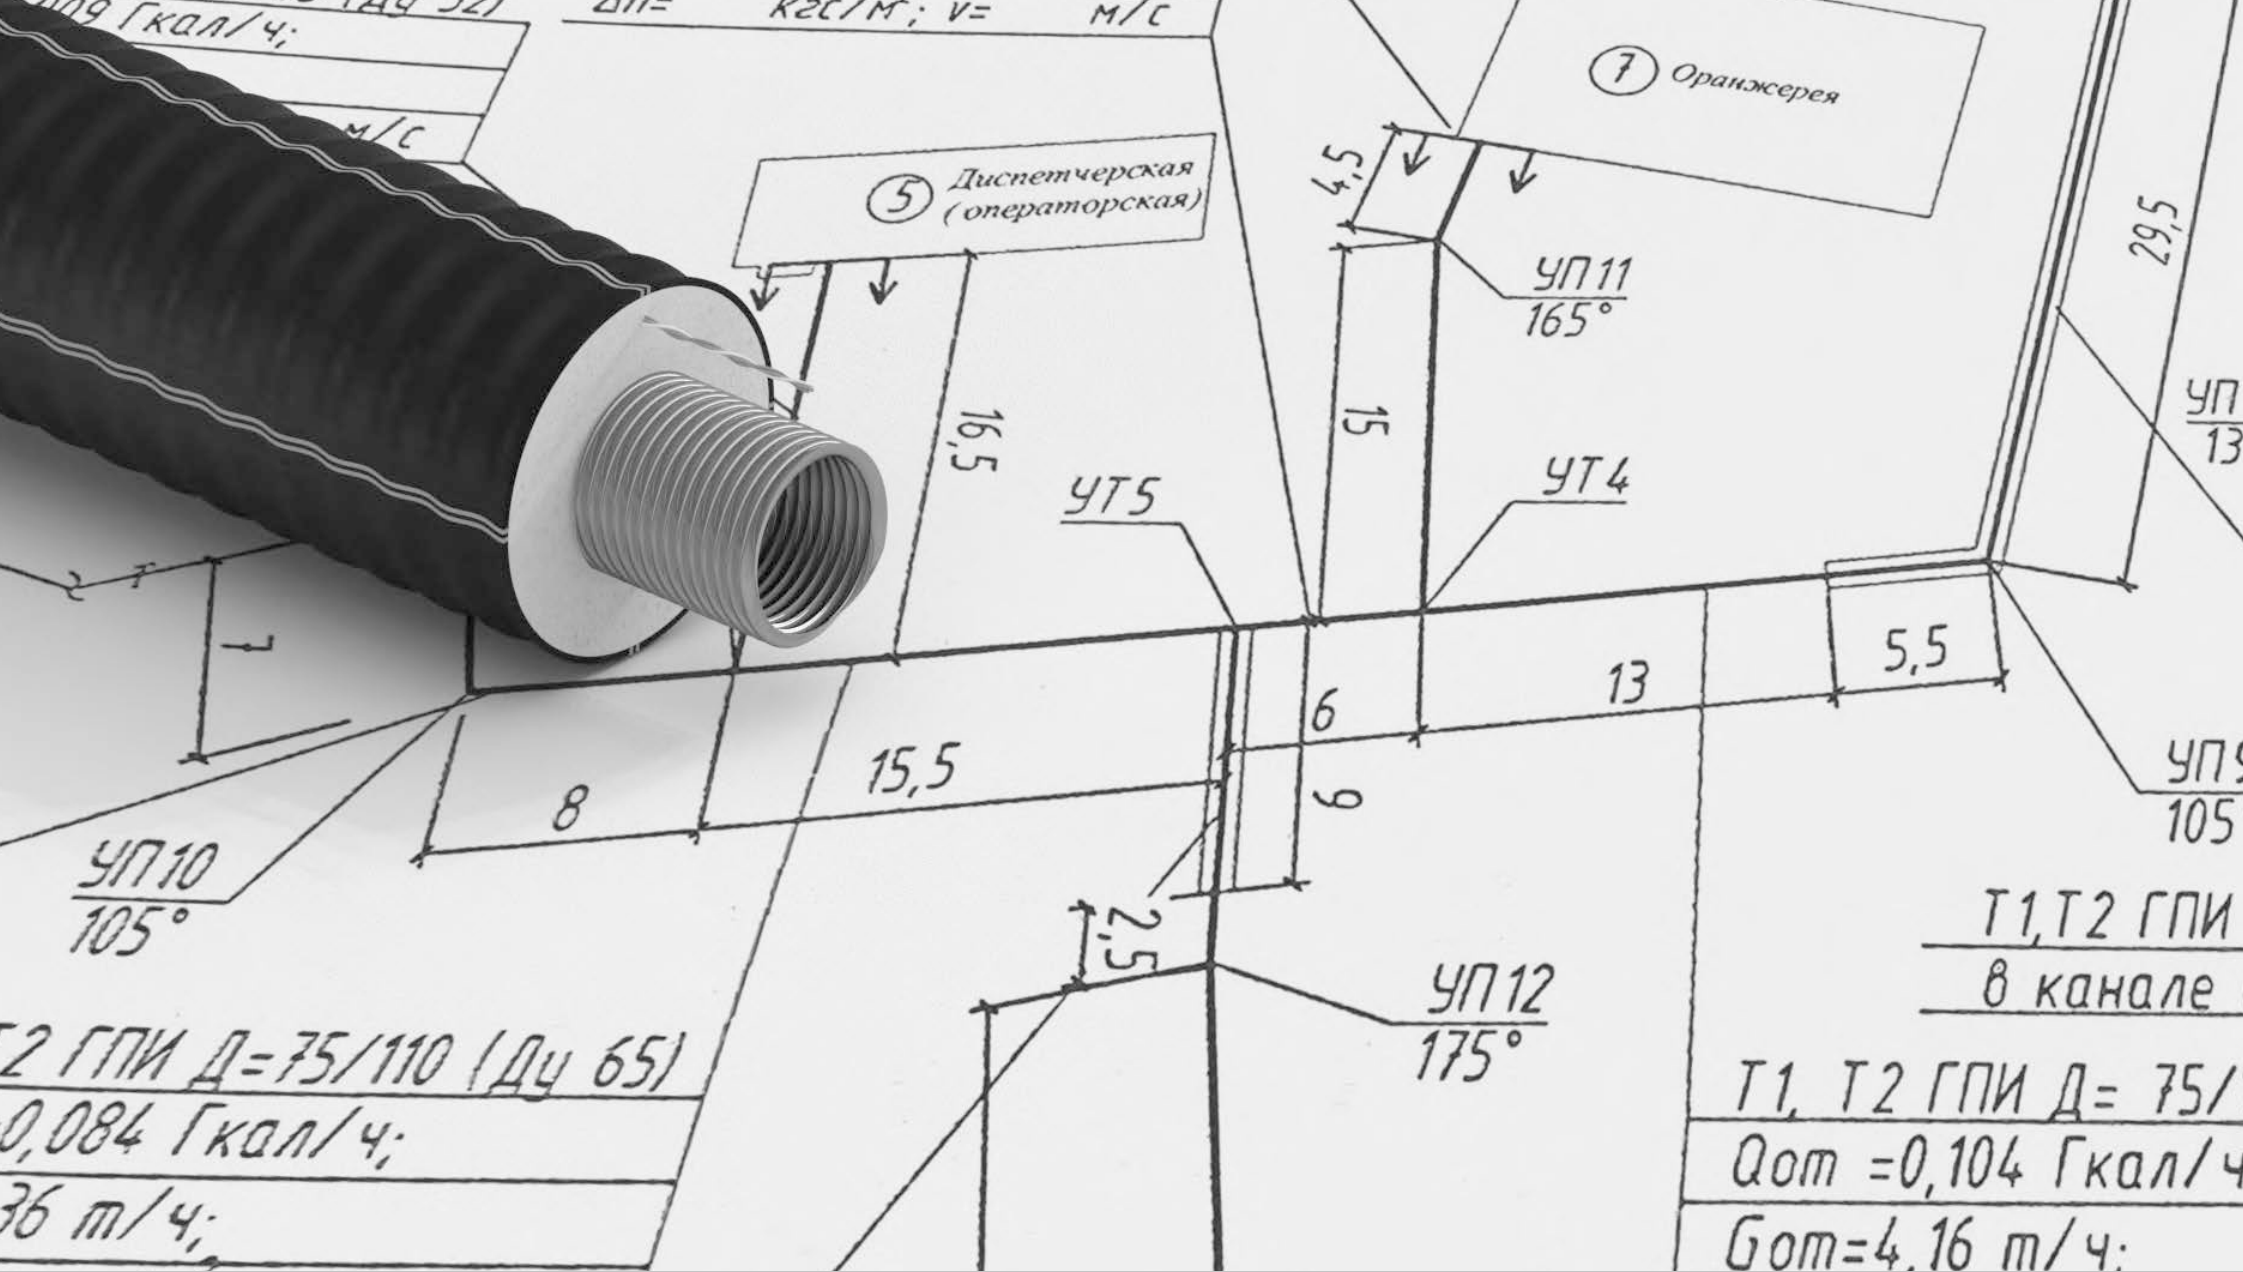 Гкал/ч;
Δh= кгс/м²; v= м/с
м/с
7 Оранжерея
5 Диспетчерская
(операторская)
4,5
УП11
165°
29,5
16,5
15
УТ5
УТ4
УП
13
5,5
13
6
15,5
8
9
УП9
105
УП10
105°
2,5
УП12
175°
Т1,Т2 ГПИ
в канале
Т2 ГПИ Д=75/110 (Ду 65)
0,084 Гкал/ч;
36 т/ч;
Т1, Т2 ГПИ Д= 75/
Qот =0,104 Гкал/ч
Gот=4,16 т/ч;